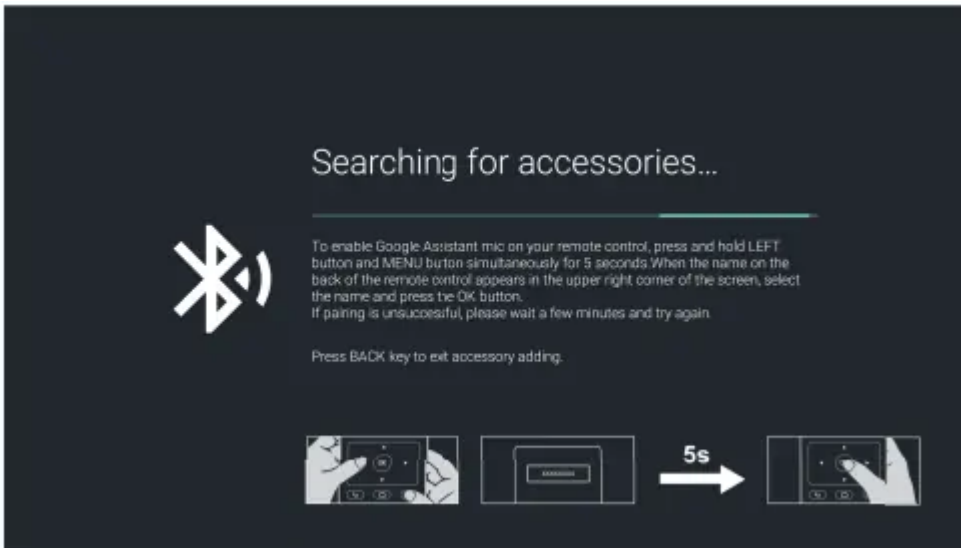 Searching for accessories...
To enable Google Assistant mic on your remote control, press and hold LEFT
button and MENU button simultaneously for 5 seconds.When the name on the
back of the remote control appears in the upper right corner of the screen, select
the name and press the OK button.
If pairing is unsuccessful, please wait a few minutes and try again.
Press BACK key to exit accessory adding.
5s
OK